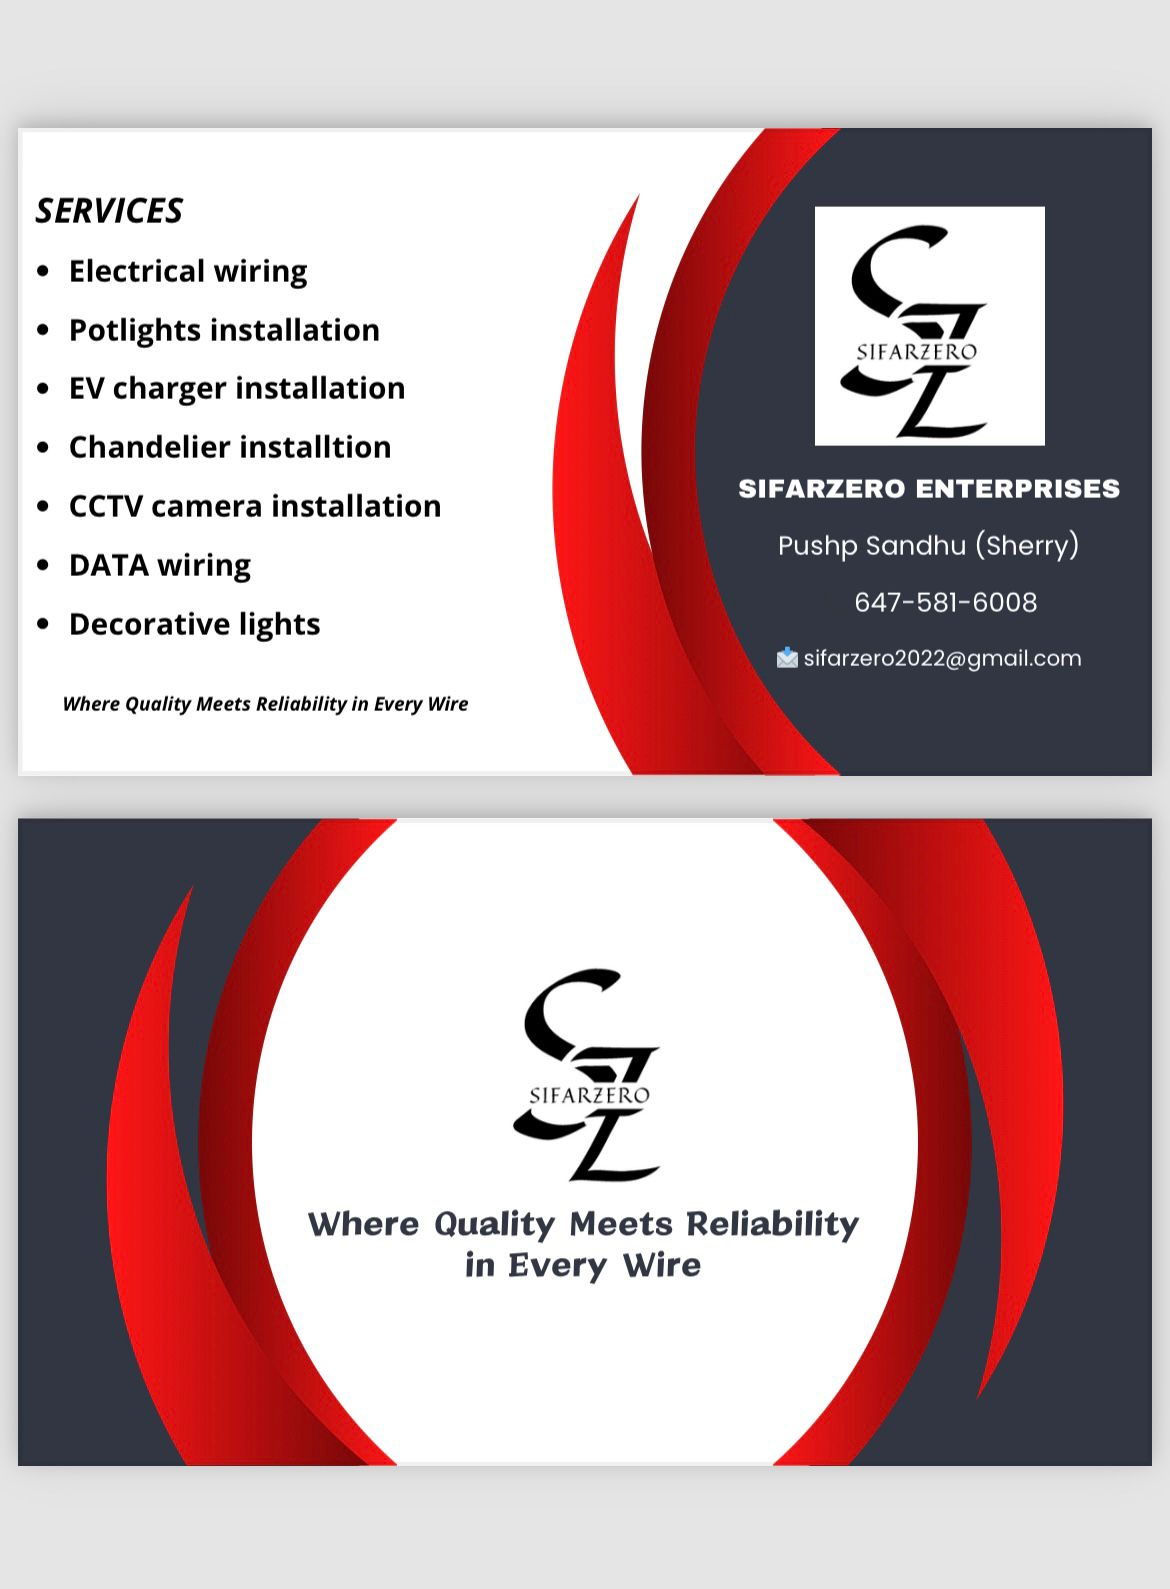 SERVICES
• Electrical wiring
• Potlights installation
• EV charger installation
• Chandelier installtion
• CCTV camera installation
• DATA wiring
• Decorative lights
Where Quality Meets Reliability in Every Wire
SIFARZERO
SIFARZERO ENTERPRISES
Pushp Sandhu (Sherry)
647-581-6008
sifarzero2022@gmail.com
SIFARZERO
Where Quality Meets Reliability
in Every Wire